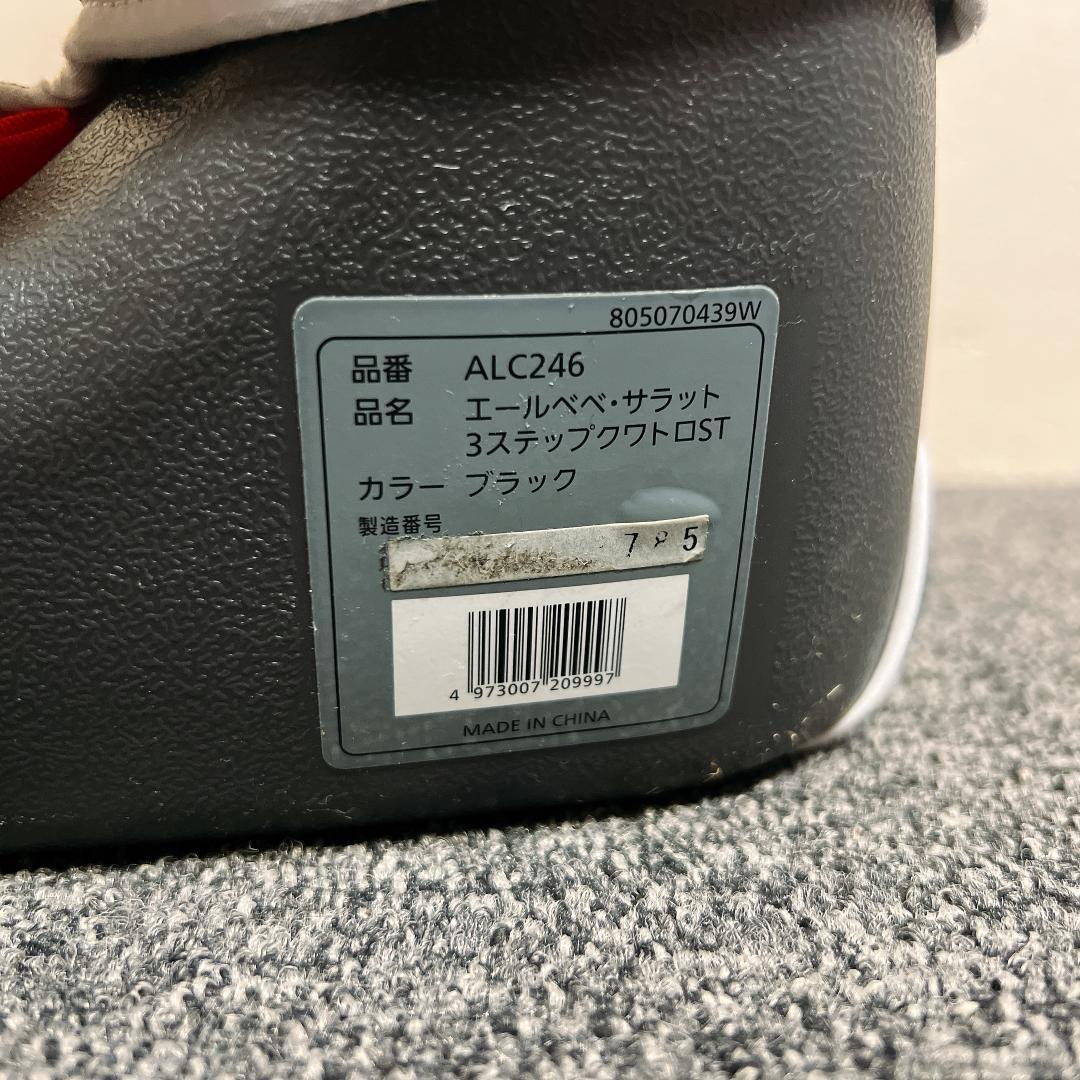 805070439W
品番 ALC246
品名 エールベベ・サラット
3ステップクワトロST
カラー ブラック
製造番号
4 973007 209997
MADE IN CHINA